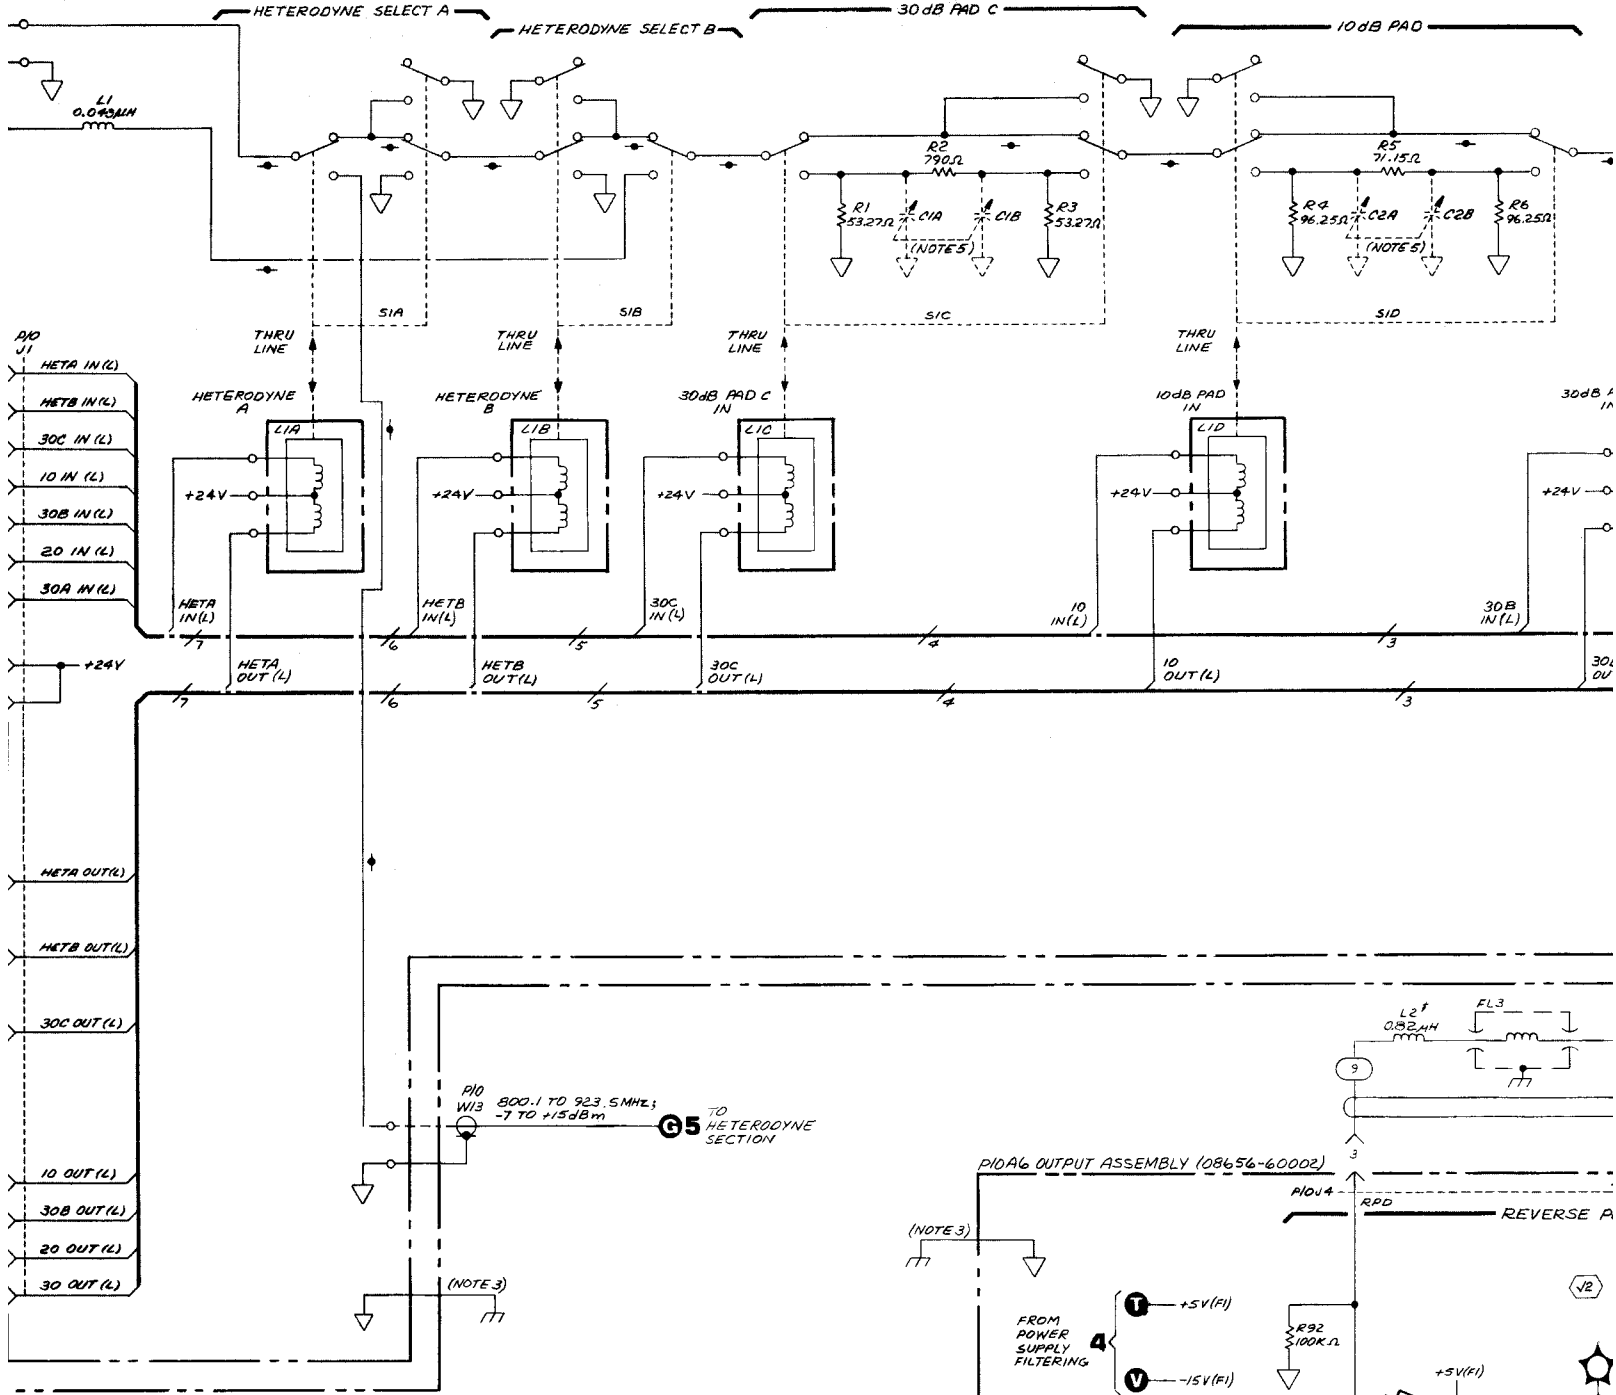 HETERODYNE SELECT A
HETERODYNE SELECT B
30dB PAD C
10dB PAD
L1
0.043µH
R2
790Ω
R5
71.15Ω
R1
53.27Ω
C1A
C1B
R3
53.27Ω
(NOTE 5)
R4
96.25Ω
C2A
C2B
R6
96.25Ω
(NOTE 5)
S1A
S1B
S1C
S1D
THRU
LINE
THRU
LINE
THRU
LINE
THRU
LINE
P/O
J1
HETA IN(L)
HETB IN(L)
30C IN(L)
10 IN (L)
30B IN(L)
20 IN(L)
30A IN(L)
HETERODYNE
A
HETERODYNE
B
30dB PAD C
IN
10dB PAD
IN
30dB P
IN
L1A
L1B
L1C
L1D
+24V
+24V
+24V
+24V
+24V
HETA
IN(L)
HETB
IN(L)
30C
IN(L)
10
IN(L)
30B
IN(L)
7
6
5
4
3
+24V
HETA
OUT(L)
HETB
OUT(L)
30C
OUT(L)
10
OUT(L)
OU
7
6
5
4
3
HETA OUT(L)
HETB OUT(L)
30C OUT(L)
10 OUT(L)
30B OUT(L)
20 OUT(L)
30 OUT(L)
P/O
W13
800.1 TO 923.5MHZ;
-7 TO +15dBm
G5
TO
HETERODYNE
SECTION
(NOTE 3)
L2
0.82µH
FL3
9
3
P/OA6 OUTPUT ASSEMBLY (08656-60002)
P/OJ4
RPD
REVERSE P
(NOTE 3)
FROM
POWER
SUPPLY
FILTERING
4
T
+5V(F1)
V
-15V(F1)
R92
100KΩ
J2
+5V(F1)